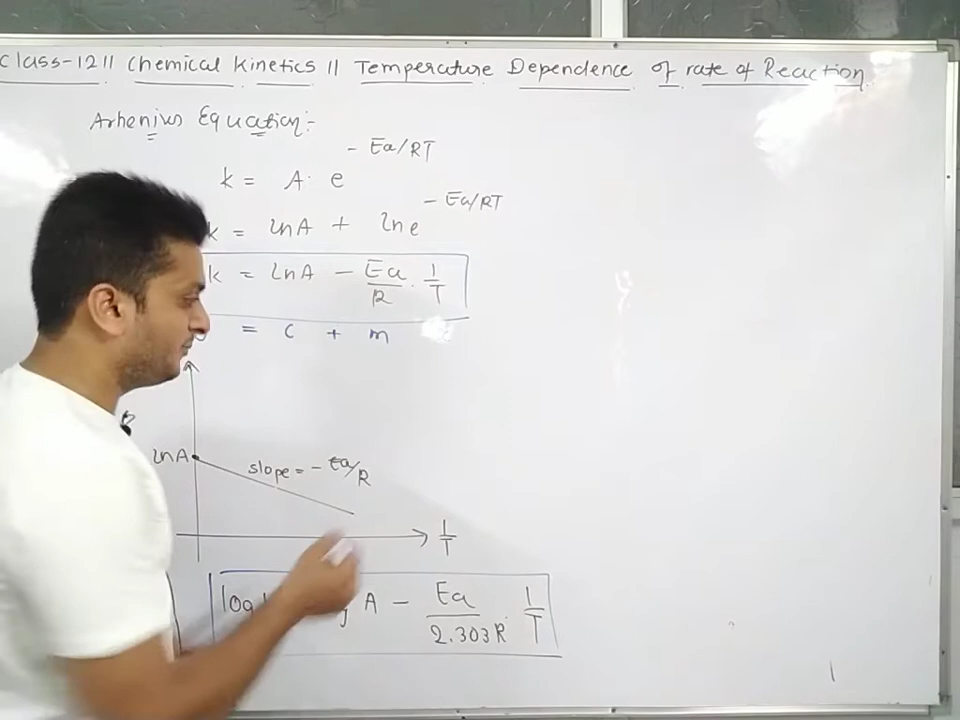 Class-12 || Chemical Kinetics || Temperature Dependence of rate of Reaction
Arhenius Equation:-
k = A. e - Ea/RT
k = lnA + lne - Ea/RT
k = lnA - Ea/R . 1/T
= c + m
lnA
slope = - Ea/R
1/T
log A - Ea/2.303R . 1/T